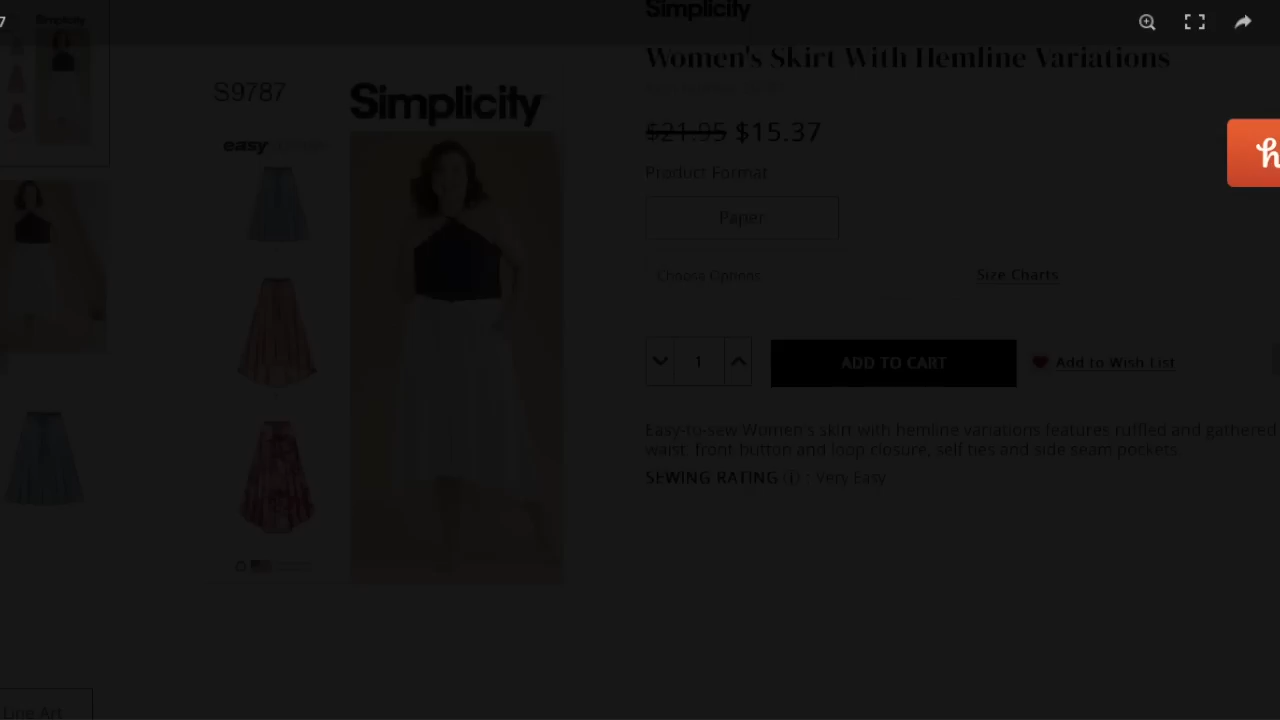 7
Simplicity
Simplicity
Women's Skirt With Hemline Variations
S9787
Simplicity
easy
$21.95 $15.37
Product Format
Paper
Choose Options
Size Charts
1
ADD TO CART
Add to Wish List
Easy-to-sew Women's skirt with hemline variations features ruffled and gathered
waist, front button and loop closure, self ties and side seam pockets.
SEWING RATING ⓘ : Very Easy
h
Line Art